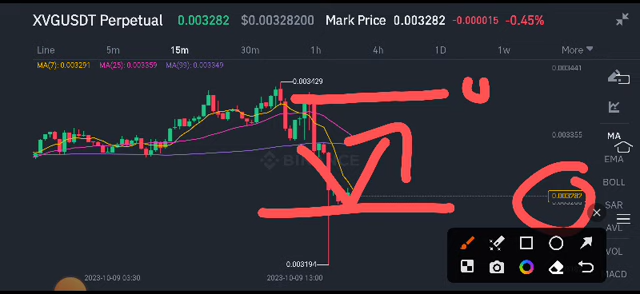 XVGUSDT Perpetual 0.003282 $0.00328200 Mark Price 0.003282 -0.000015 -0.45%
Line 5m 15m 30m 1h 4h 1D 1w More
MA(7): 0.003291 MA(25): 0.003359 MA(99): 0.003349
0.003441
0.003429
0.003355
MA
EMA
BINANCE
BOLL
0.003282
SAR
AVL
VOL
0.003194
MACD
2023-10-09 03:30 2023-10-09 13:00